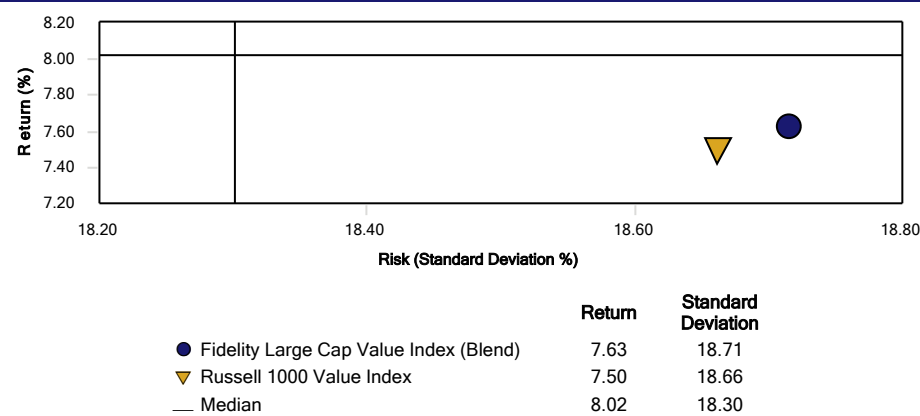 8.20
8.00
7.80
7.60
7.40
7.20
Return (%)
18.20 18.40 18.60 18.80
Risk (Standard Deviation %)
Return Standard Deviation
Fidelity Large Cap Value Index (Blend) 7.63 18.71
Russell 1000 Value Index 7.50 18.66
Median 8.02 18.30